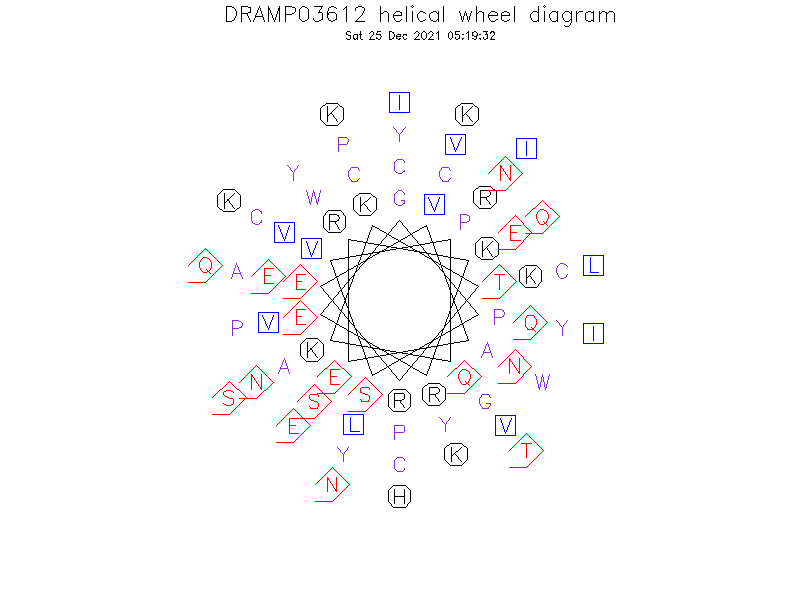 DRAMP03612 helical wheel diagram
Sat 25 Dec 2021 05:19:32
I
K K
Y
P V I
C
Y C C N
K W K G V R
C R P Q
V E
V K
Q A E E T K C L
P V E P Q Y I
K A
A N
N E Q W
S S S R R G
E L Y V
P
Y K T
C
N
H